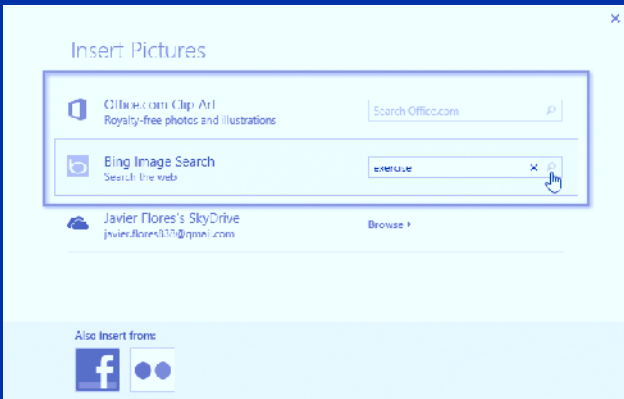 Insert Pictures
Office.com Clip Art
Royalty-free photos and illustrations
Search Office.com
Bing Image Search
Search the web
exercise
Javier Flores's SkyDrive
javier.flores838@gmail.com
Browse
Also insert from:
f